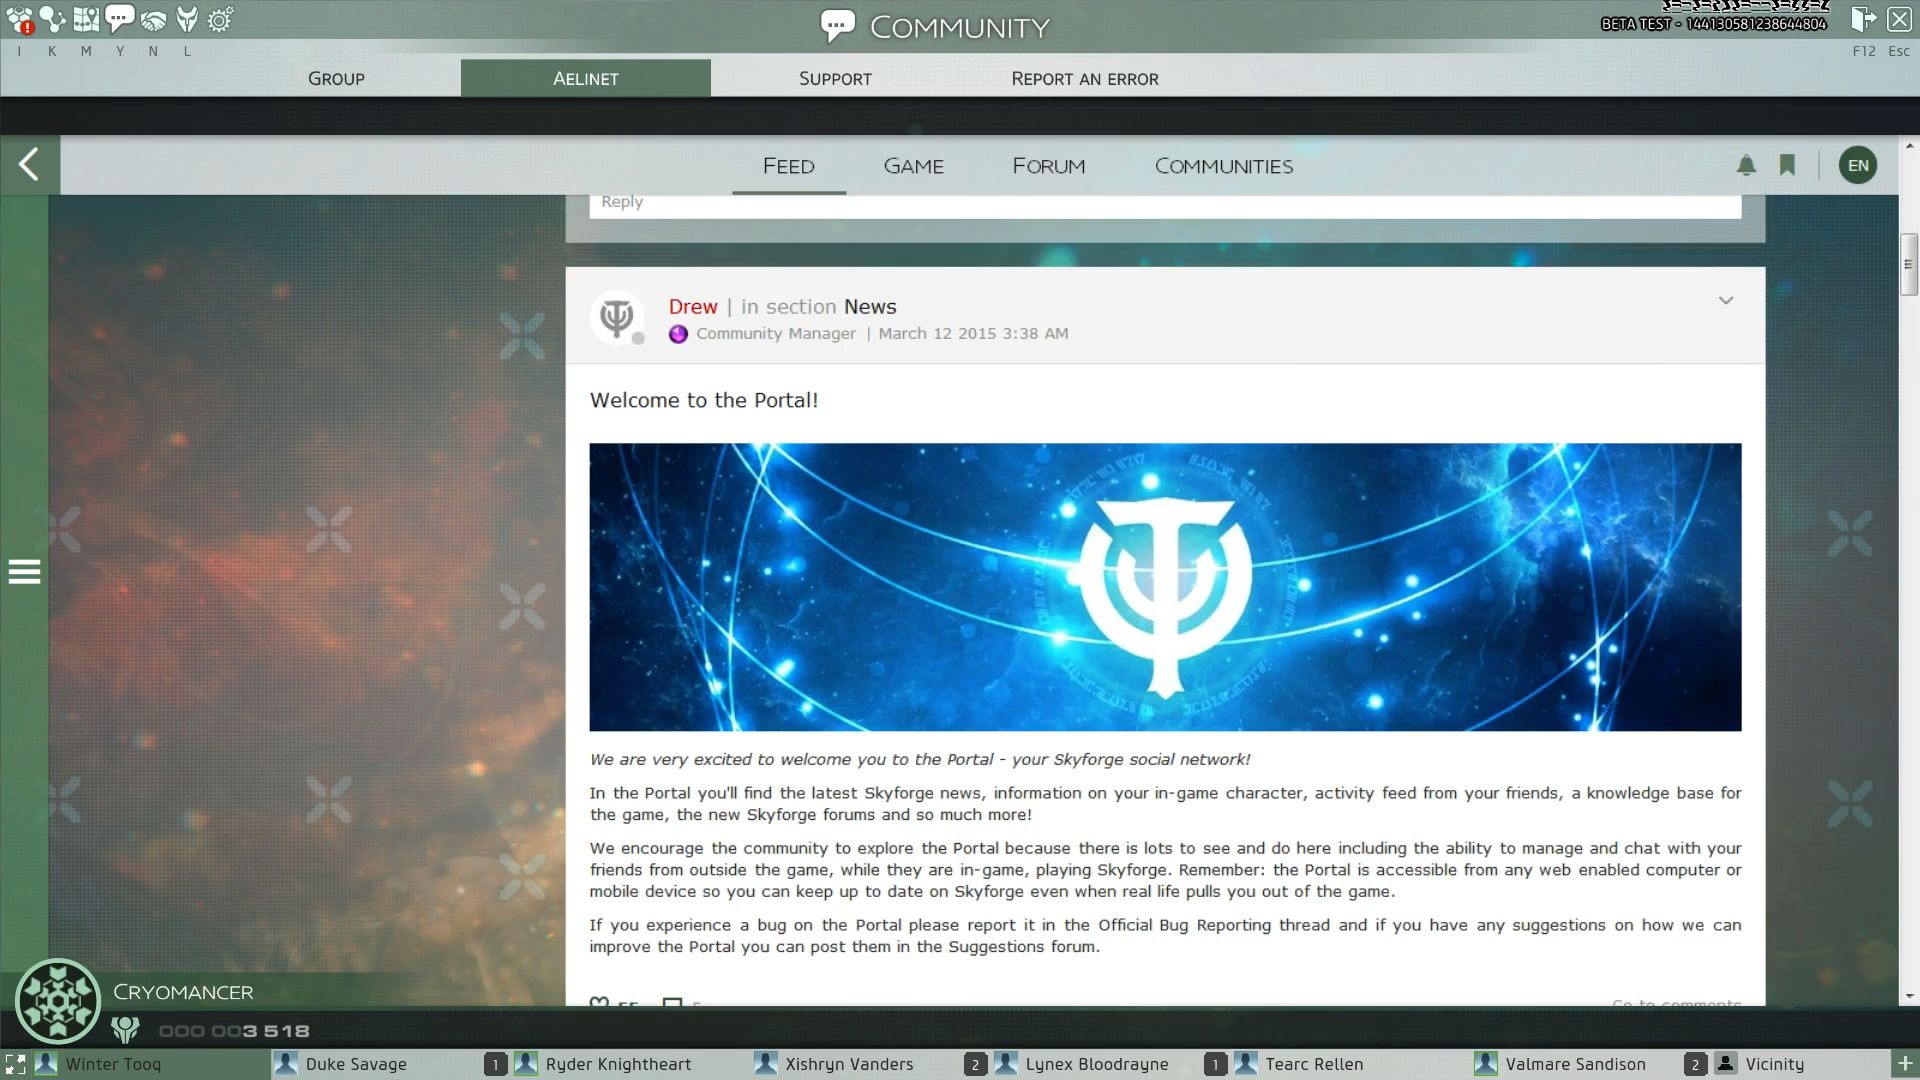 COMMUNITY
BETA TEST - 144130581238644804
I K M Y N L
F12 Esc
GROUP AELINET SUPPORT REPORT AN ERROR
FEED GAME FORUM COMMUNITIES
EN
Reply
Drew | in section News
Community Manager | March 12 2015 3:38 AM
Welcome to the Portal!
We are very excited to welcome you to the Portal - your Skyforge social network!
In the Portal you'll find the latest Skyforge news, information on your in-game character, activity feed from your friends, a knowledge base for
the game, the new Skyforge forums and so much more!
We encourage the community to explore the Portal because there is lots to see and do here including the ability to manage and chat with your
friends from outside the game, while they are in-game, playing Skyforge. Remember: the Portal is accessible from any web enabled computer or
mobile device so you can keep up to date on Skyforge even when real life pulls you out of the game.
If you experience a bug on the Portal please report it in the Official Bug Reporting thread and if you have any suggestions on how we can
improve the Portal you can post them in the Suggestions forum.
Go to comments
CRYOMANCER
000 003 518
Winter Tooq Duke Savage 1 Ryder Knightheart Xishryn Vanders 2 Lynex Bloodrayne 1 Tearc Rellen Valmare Sandison 2 Vicinity